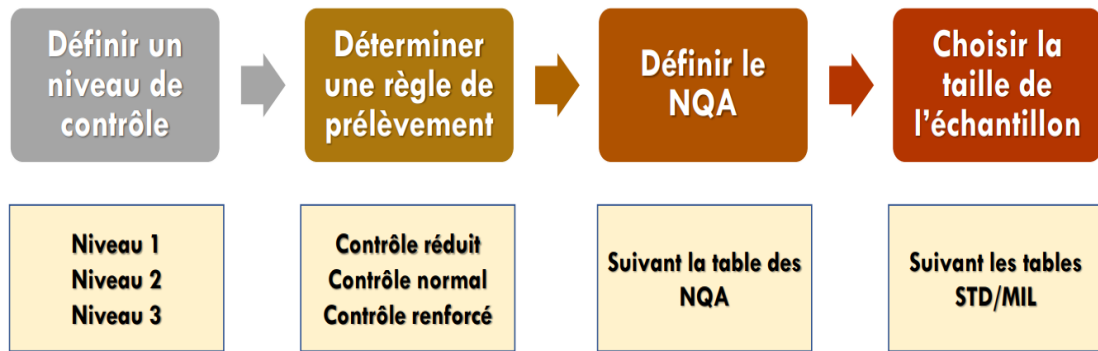 Définir un
niveau de
contrôle
Déterminer
une règle de
prélèvement
Définir le
NQA
Choisir la
taille de
l'échantillon
Niveau 1
Niveau 2
Niveau 3
Contrôle réduit
Contrôle normal
Contrôle renforcé
Suivant la table des
NQA
Suivant les tables
STD/MIL